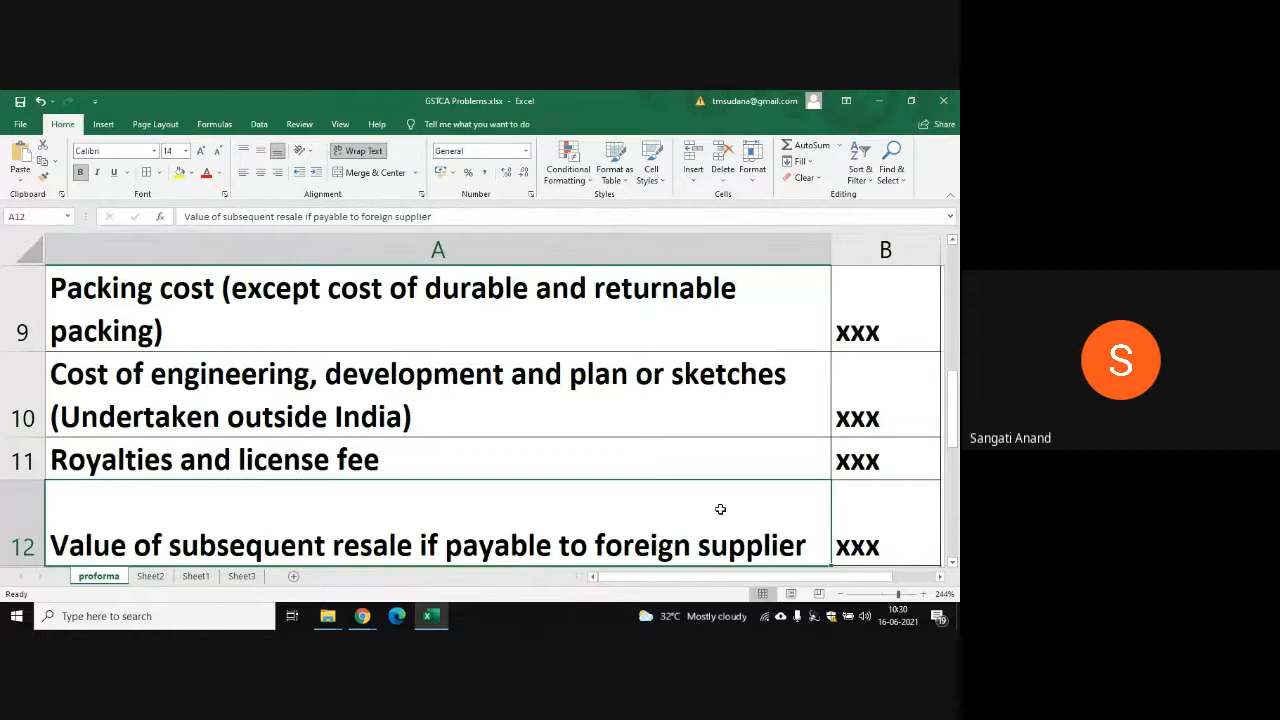 GSTCA Problems.xlsx - Excel
tmsudana@gmail.com
File Home Insert Page Layout Formulas Data Review View Help Tell me what you want to do Share
Paste
Clipboard
Calibri 14
B I U
Font
Wrap Text
Merge & Center
Alignment
General
% ,
Number
Conditional Formatting
Format as Table
Cell Styles
Styles
Insert Delete Format
Cells
AutoSum
Fill
Clear
Sort & Filter
Find & Select
Editing
A12 fx Value of subsequent resale if payable to foreign supplier
A B
9 Packing cost (except cost of durable and returnable
packing) xxx
10 Cost of engineering, development and plan or sketches
(Undertaken outside India) xxx
11 Royalties and license fee xxx
12 Value of subsequent resale if payable to foreign supplier xxx
proforma Sheet2 Sheet1 Sheet3
Ready 244%
Type here to search 32°C Mostly cloudy 10:30
16-06-2021 19
S
Sangati Anand